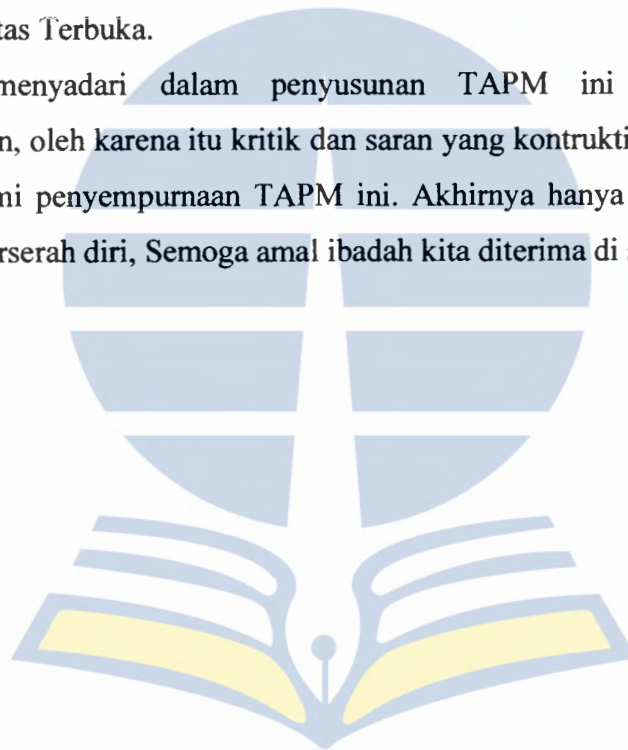 tas Terbuka.
menyadari dalam penyusunan TAPM ini
n, oleh karena itu kritik dan saran yang kontrukti
mi penyempurnaan TAPM ini. Akhirnya hanya
rserah diri, Semoga amal ibadah kita diterima di